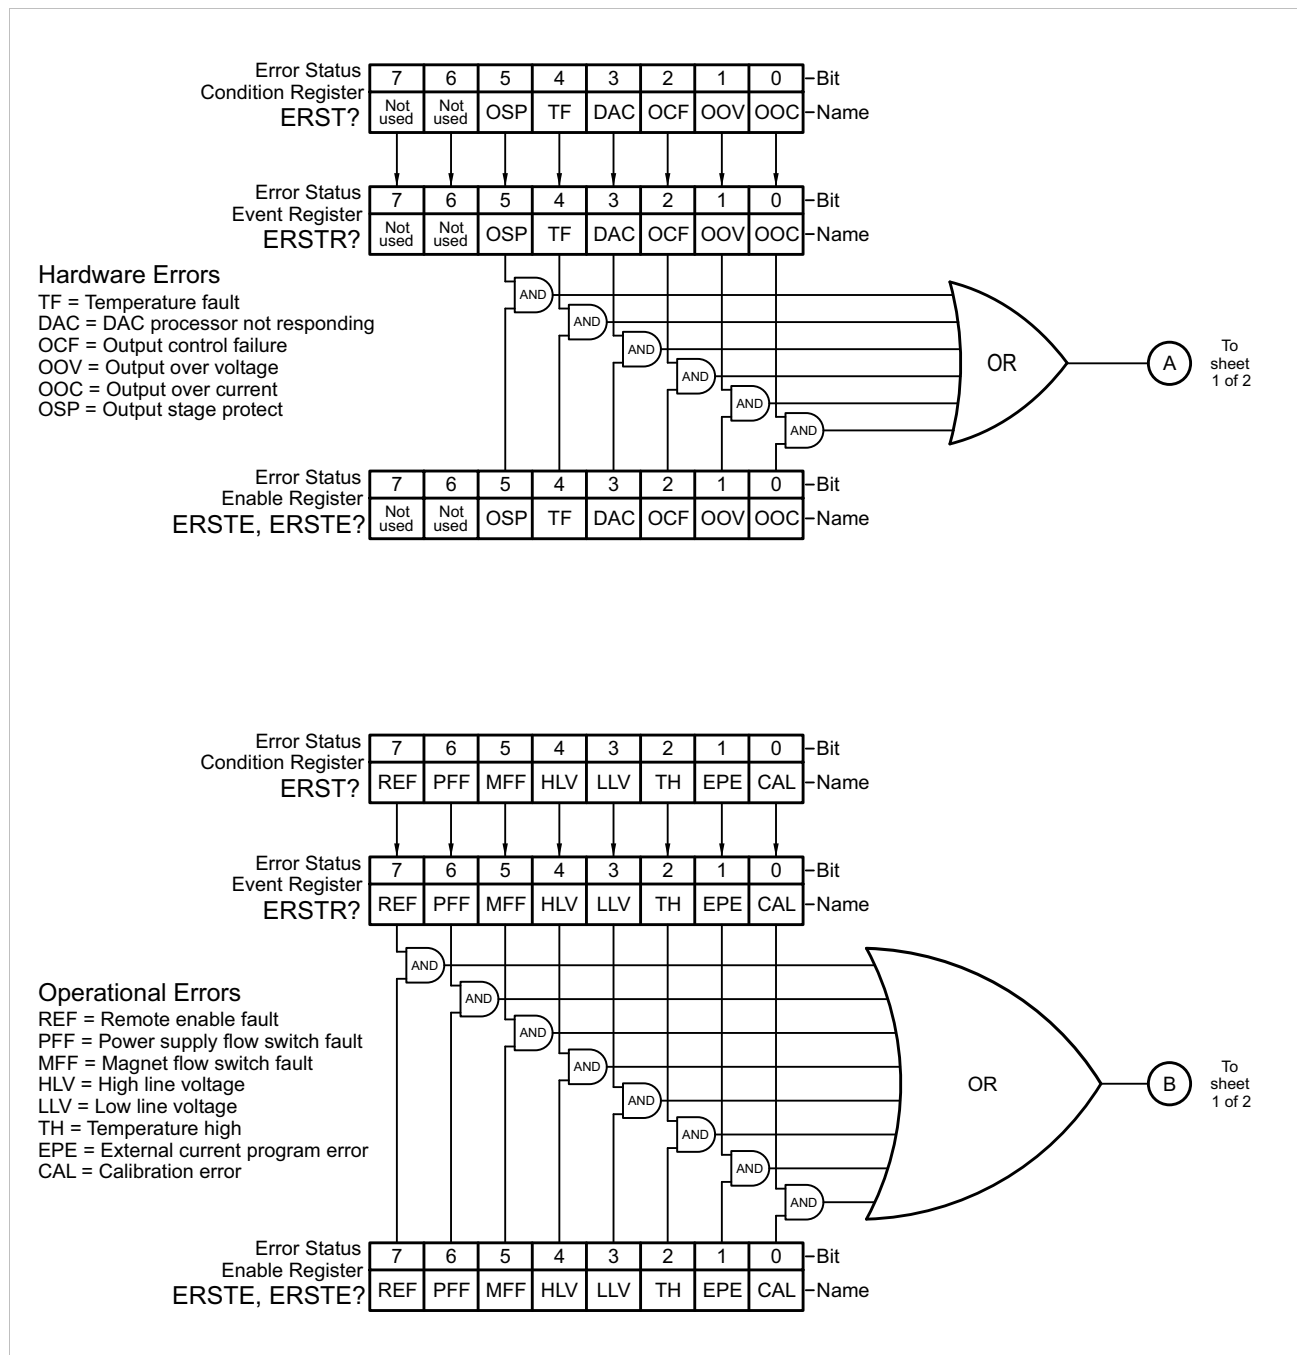 Error Status
Condition Register
ERST?
7 6 5 4 3 2 1 0 Bit
Not used Not used OSP TF DAC OCF OOV OOC Name
Error Status
Event Register
ERSTR?
7 6 5 4 3 2 1 0 Bit
Not used Not used OSP TF DAC OCF OOV OOC Name
Hardware Errors
TF = Temperature fault
DAC = DAC processor not responding
OCF = Output control failure
OOV = Output over voltage
OOC = Output over current
OSP = Output stage protect
AND
AND
AND
AND
AND
AND
OR
A
To
sheet
1 of 2
Error Status
Enable Register
ERSTE, ERSTE?
7 6 5 4 3 2 1 0 Bit
Not used Not used OSP TF DAC OCF OOV OOC Name
Error Status
Condition Register
ERST?
7 6 5 4 3 2 1 0 Bit
REF PFF MFF HLV LLV TH EPE CAL Name
Error Status
Event Register
ERSTR?
7 6 5 4 3 2 1 0 Bit
REF PFF MFF HLV LLV TH EPE CAL Name
Operational Errors
REF = Remote enable fault
PFF = Power supply flow switch fault
MFF = Magnet flow switch fault
HLV = High line voltage
LLV = Low line voltage
TH = Temperature high
EPE = External current program error
CAL = Calibration error
AND
AND
AND
AND
AND
AND
AND
AND
OR
B
To
sheet
1 of 2
Error Status
Enable Register
ERSTE, ERSTE?
7 6 5 4 3 2 1 0 Bit
REF PFF MFF HLV LLV TH EPE CAL Name